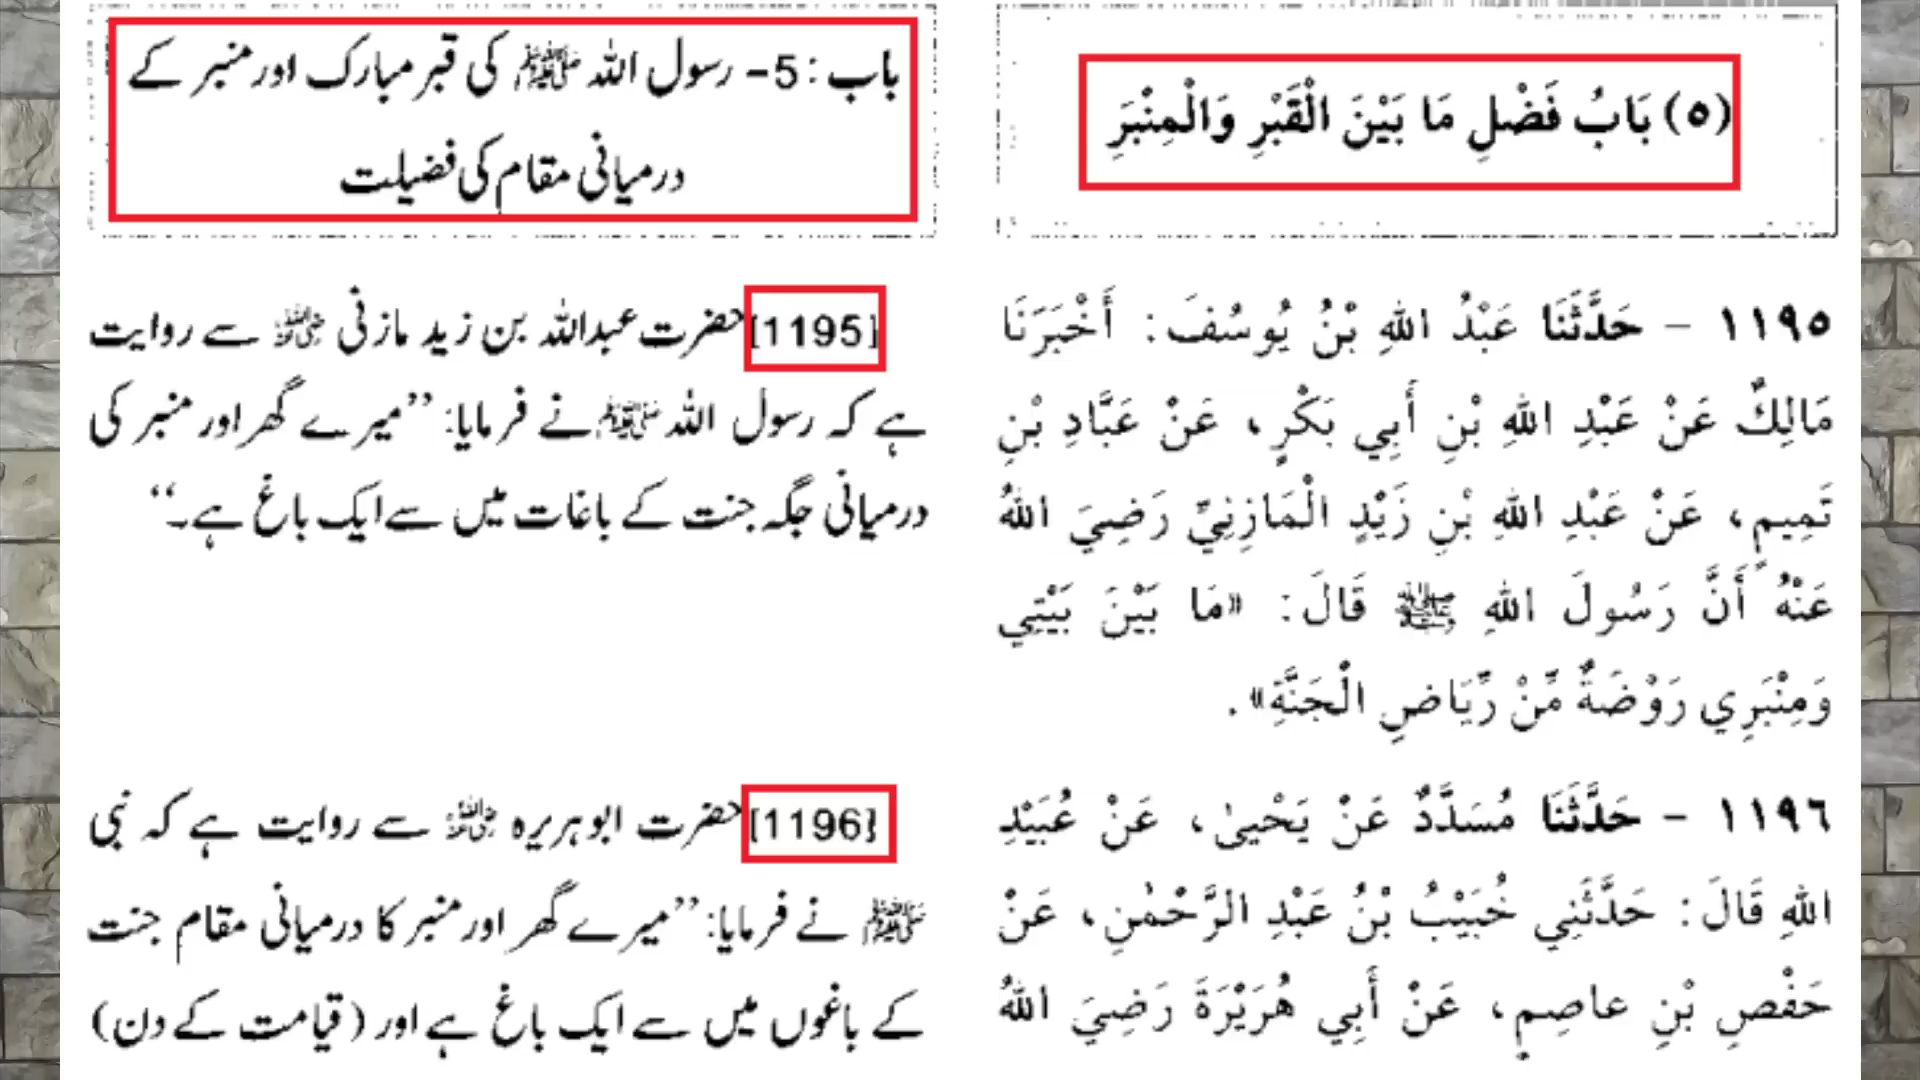 (٥) بَابُ فَضْلِ مَا بَيْنَ الْقَبْرِ وَالْمِنْبَرِ
١١٩٥ - حَدَّثَنَا عَبْدُ اللهِ بْنُ يُوسُفَ: أَخْبَرَنَا
مَالِكٌ عَنْ عَبْدِ اللهِ بْنِ أَبِي بَكْرٍ، عَنْ عَبَّادِ بْنِ
تَمِيمٍ، عَنْ عَبْدِ اللهِ بْنِ زَيْدٍ الْمَازِنِيِّ رَضِيَ اللهُ
عَنْهُ أَنَّ رَسُولَ اللهِ ﷺ قَالَ: «مَا بَيْنَ بَيْتِي
وَمِنْبَرِي رَوْضَةٌ مِّنْ رِّيَاضِ الْجَنَّةِ».
١١٩٦ - حَدَّثَنَا مُسَدَّدٌ عَنْ يَحْيىٰ، عَنْ عُبَيْدِ
اللهِ قَالَ: حَدَّثَنِي خُبَيْبُ بْنُ عَبْدِ الرَّحْمٰنِ، عَنْ
حَفْصِ بْنِ عاصِمٍ، عَنْ أَبِي هُرَيْرَةَ رَضِيَ اللهُ
باب: 5- رسول اللہ ﷺ کی قبر مبارک اور منبر کے
درمیانی مقام کی فضیلت
[1195] حضرت عبداللہ بن زید مازنی ؓ سے روایت
ہے کہ رسول اللہ ﷺ نے فرمایا: ’’میرے گھر اور منبر کی
درمیانی جگہ جنت کے باغات میں سے ایک باغ ہے۔‘‘
[1196] حضرت ابوہریرہ ؓ سے روایت ہے کہ نبی
ﷺ نے فرمایا: ’’میرے گھر اور منبر کا درمیانی مقام جنت
کے باغوں میں سے ایک باغ ہے اور (قیامت کے دن)